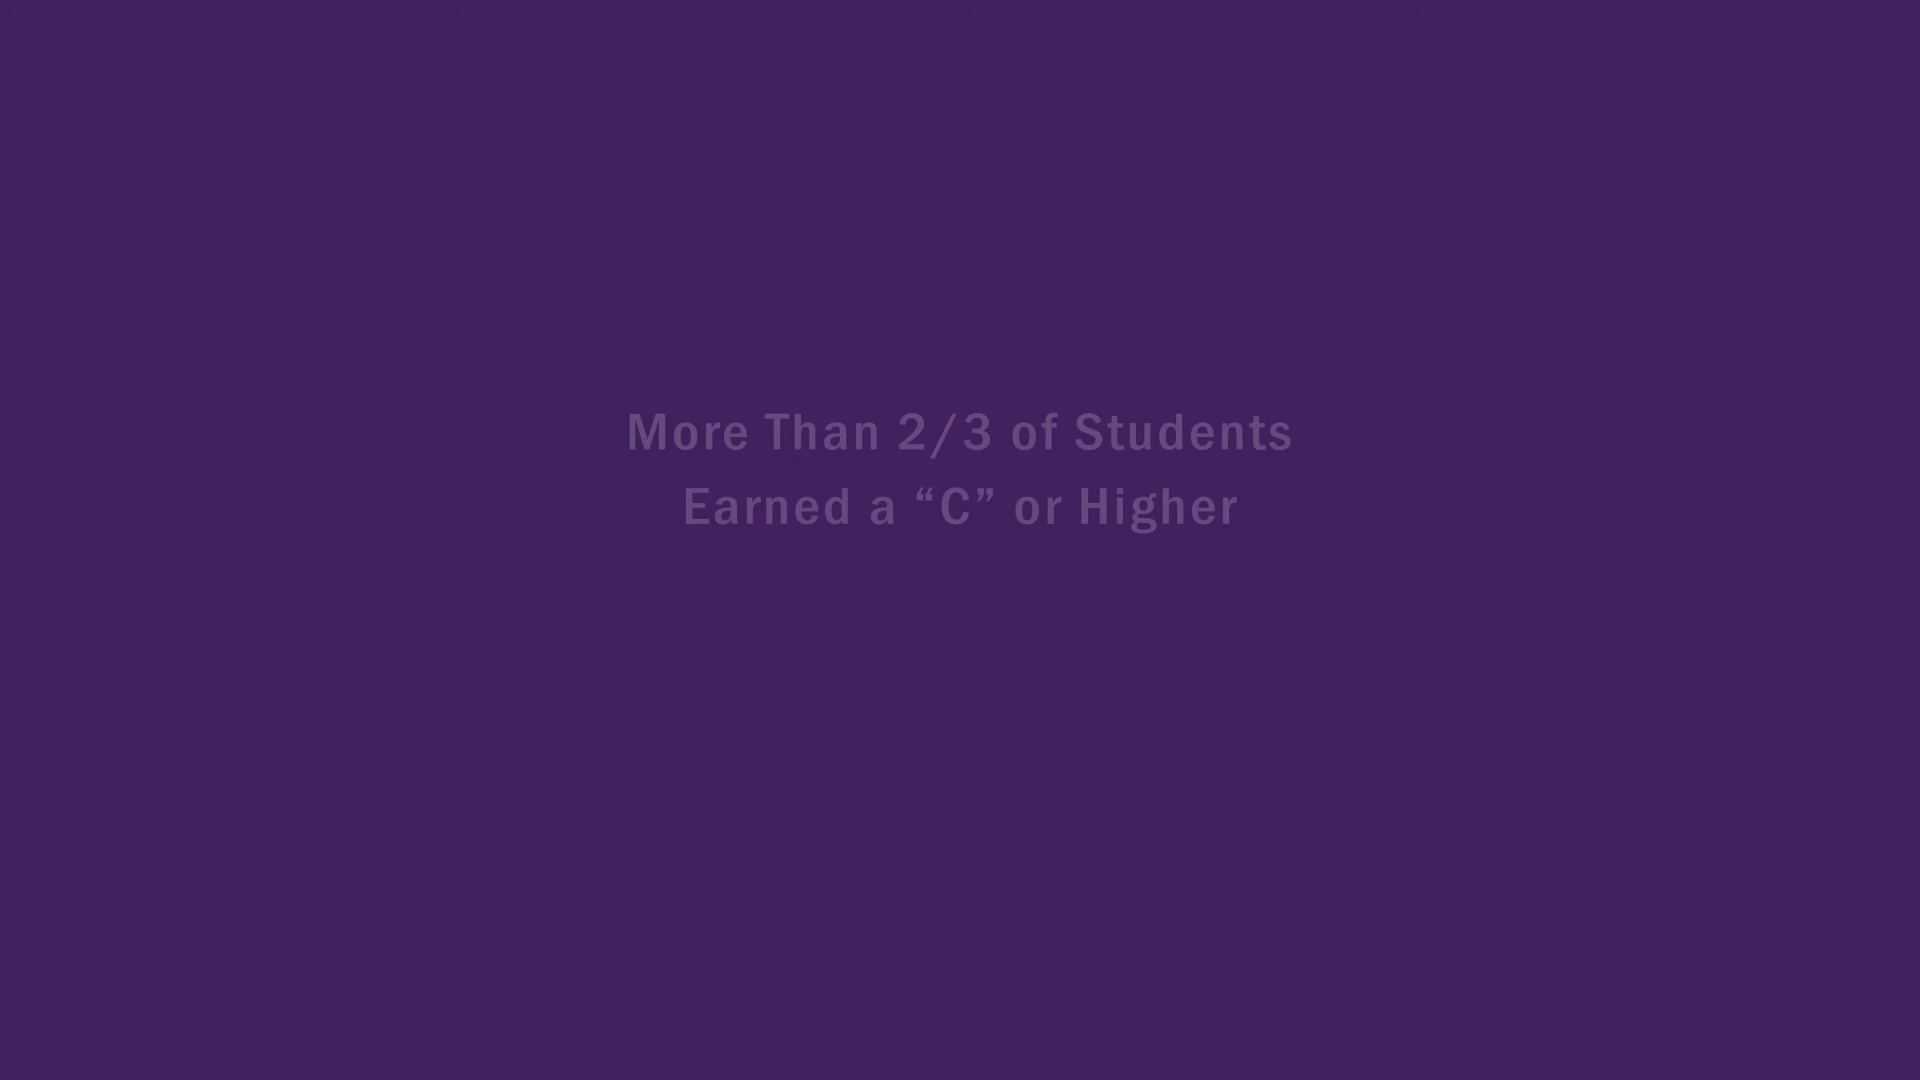 More Than 2/3 of Students
Earned a “C” or Higher